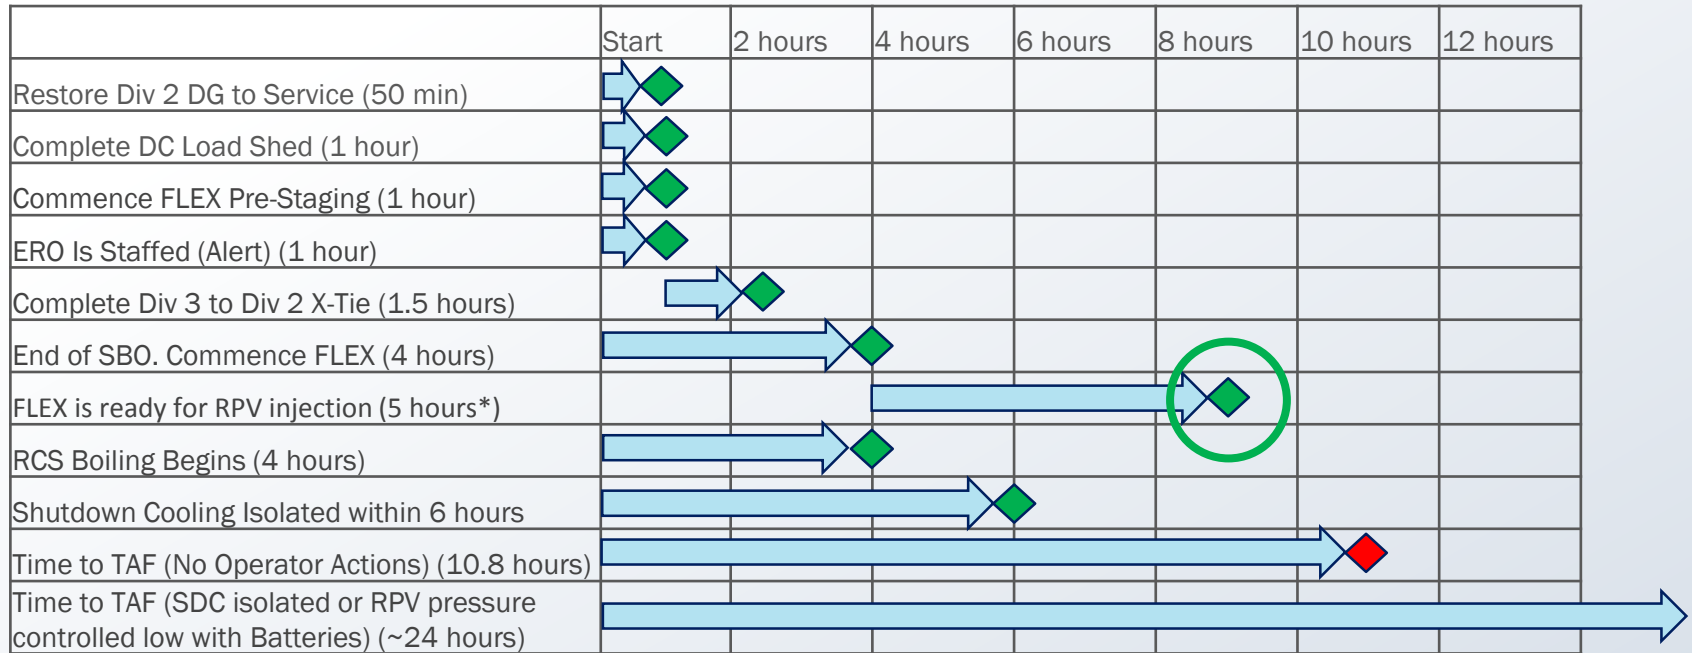 Start 2 hours 4 hours 6 hours 8 hours 10 hours 12 hours
Restore Div 2 DG to Service (50 min)
Complete DC Load Shed (1 hour)
Commence FLEX Pre-Staging (1 hour)
ERO Is Staffed (Alert) (1 hour)
Complete Div 3 to Div 2 X-Tie (1.5 hours)
End of SBO. Commence FLEX (4 hours)
FLEX is ready for RPV injection (5 hours*)
RCS Boiling Begins (4 hours)
Shutdown Cooling Isolated within 6 hours
Time to TAF (No Operator Actions) (10.8 hours)
Time to TAF (SDC isolated or RPV pressure
controlled low with Batteries) (~24 hours)